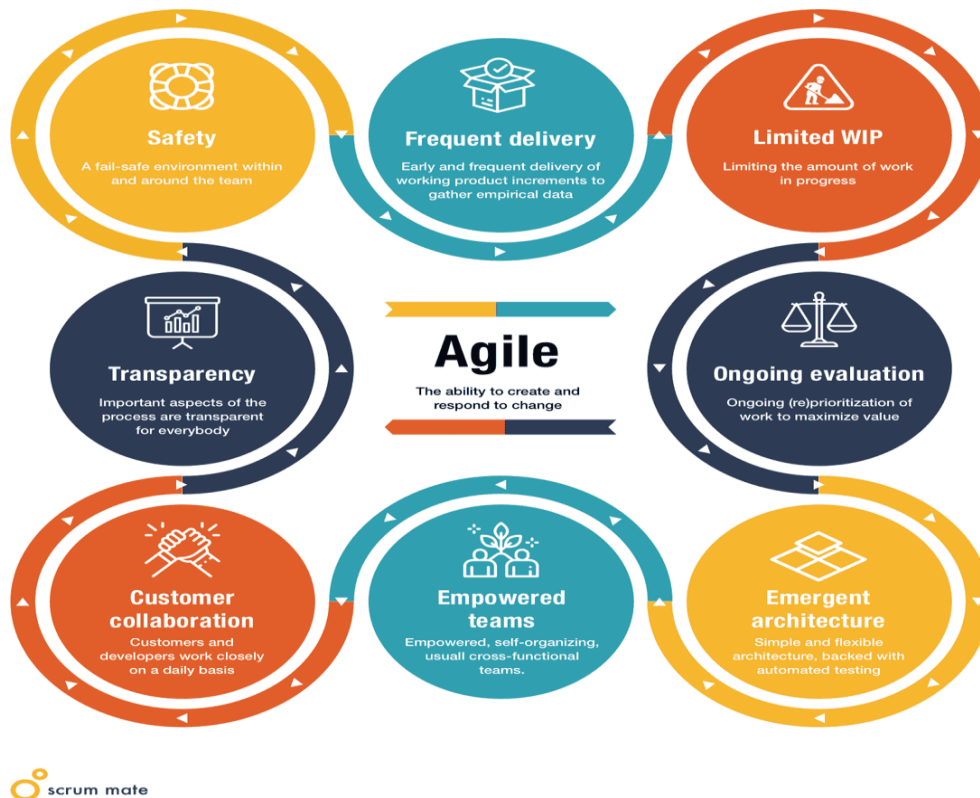 Safety
A fail-safe environment within
and around the team
Frequent delivery
Early and frequent delivery of
working product increments to
gather empirical data
Limited WIP
Limiting the amount of work
in progress
Transparency
Important aspects of the
process are transparent
for everybody
Agile
The ability to create and
respond to change
Ongoing evaluation
Ongoing (re)prioritization of
work to maximize value
Customer
collaboration
Customers and
developers work closely
on a daily basis
Empowered
teams
Empowered, self-organizing,
usuall cross-functional
teams.
Emergent
architecture
Simple and flexible
architecture, backed with
automated testing
scrum mate